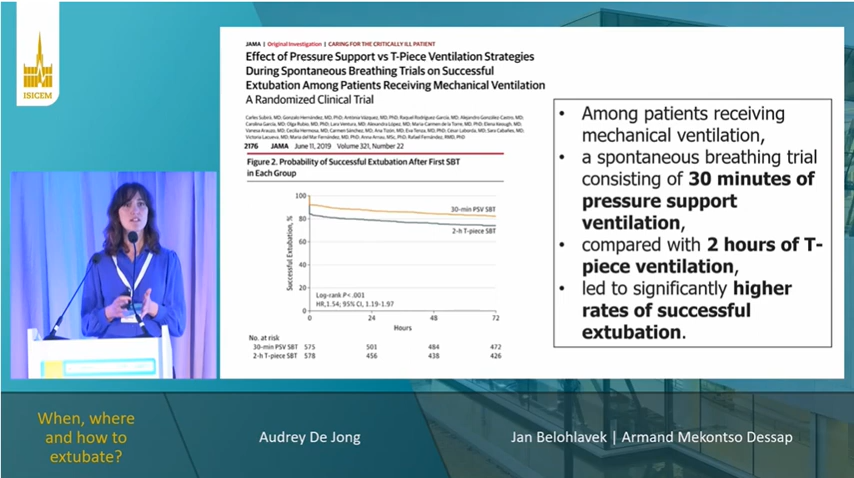 ISICEM
JAMA | Original Investigation | CARING FOR THE CRITICALLY ILL PATIENT
Effect of Pressure Support vs T-Piece Ventilation Strategies
During Spontaneous Breathing Trials on Successful
Extubation Among Patients Receiving Mechanical Ventilation
A Randomized Clinical Trial
Carles Subirà, MD; Gonzalo Hernández, MD, PhD; Antònia Vázquez, MD, PhD; Raquel Rodríguez-García, MD; Alejandro González-Castro, MD;
Carolina García, MD; Olga Rubio, MD, PhD; Lara Ventura, MD; Alexandra López, MD; Maria-Carmen de la Torre, MD, PhD; Elena Keough, MD;
Vanesa Arauzo, MD; Cecilia Hermosa, MD; Carmen Sánchez, MD; Ana Tizón, MD; Eva Tenza, MD, PhD; César Laborda, MD; Sara Cabañes, MD;
Victoria Lacueva, MD; Maria del Mar Fernández, MD, PhD; Anna Arnau, MSc, PhD; Rafael Fernández, MD, PhD
2176 JAMA June 11, 2019 Volume 321, Number 22
Figure 2. Probability of Successful Extubation After First SBT
in Each Group
Successful Extubation, %
100
80
60
40
20
0
30-min PSV SBT
2-h T-piece SBT
Log-rank P< .001
HR,1.54; 95% CI, 1.19-1.97
0 24 48 72
Hours
No. at risk
30-min PSV SBT 575 501 484 472
2-h T-piece SBT 578 456 438 426
• Among patients receiving
mechanical ventilation,
• a spontaneous breathing trial
consisting of 30 minutes of
pressure support
ventilation,
• compared with 2 hours of T-
piece ventilation,
• led to significantly higher
rates of successful
extubation.
When, where
and how to
extubate?
Audrey De Jong
Jan Belohlavek | Armand Mekontso Dessap